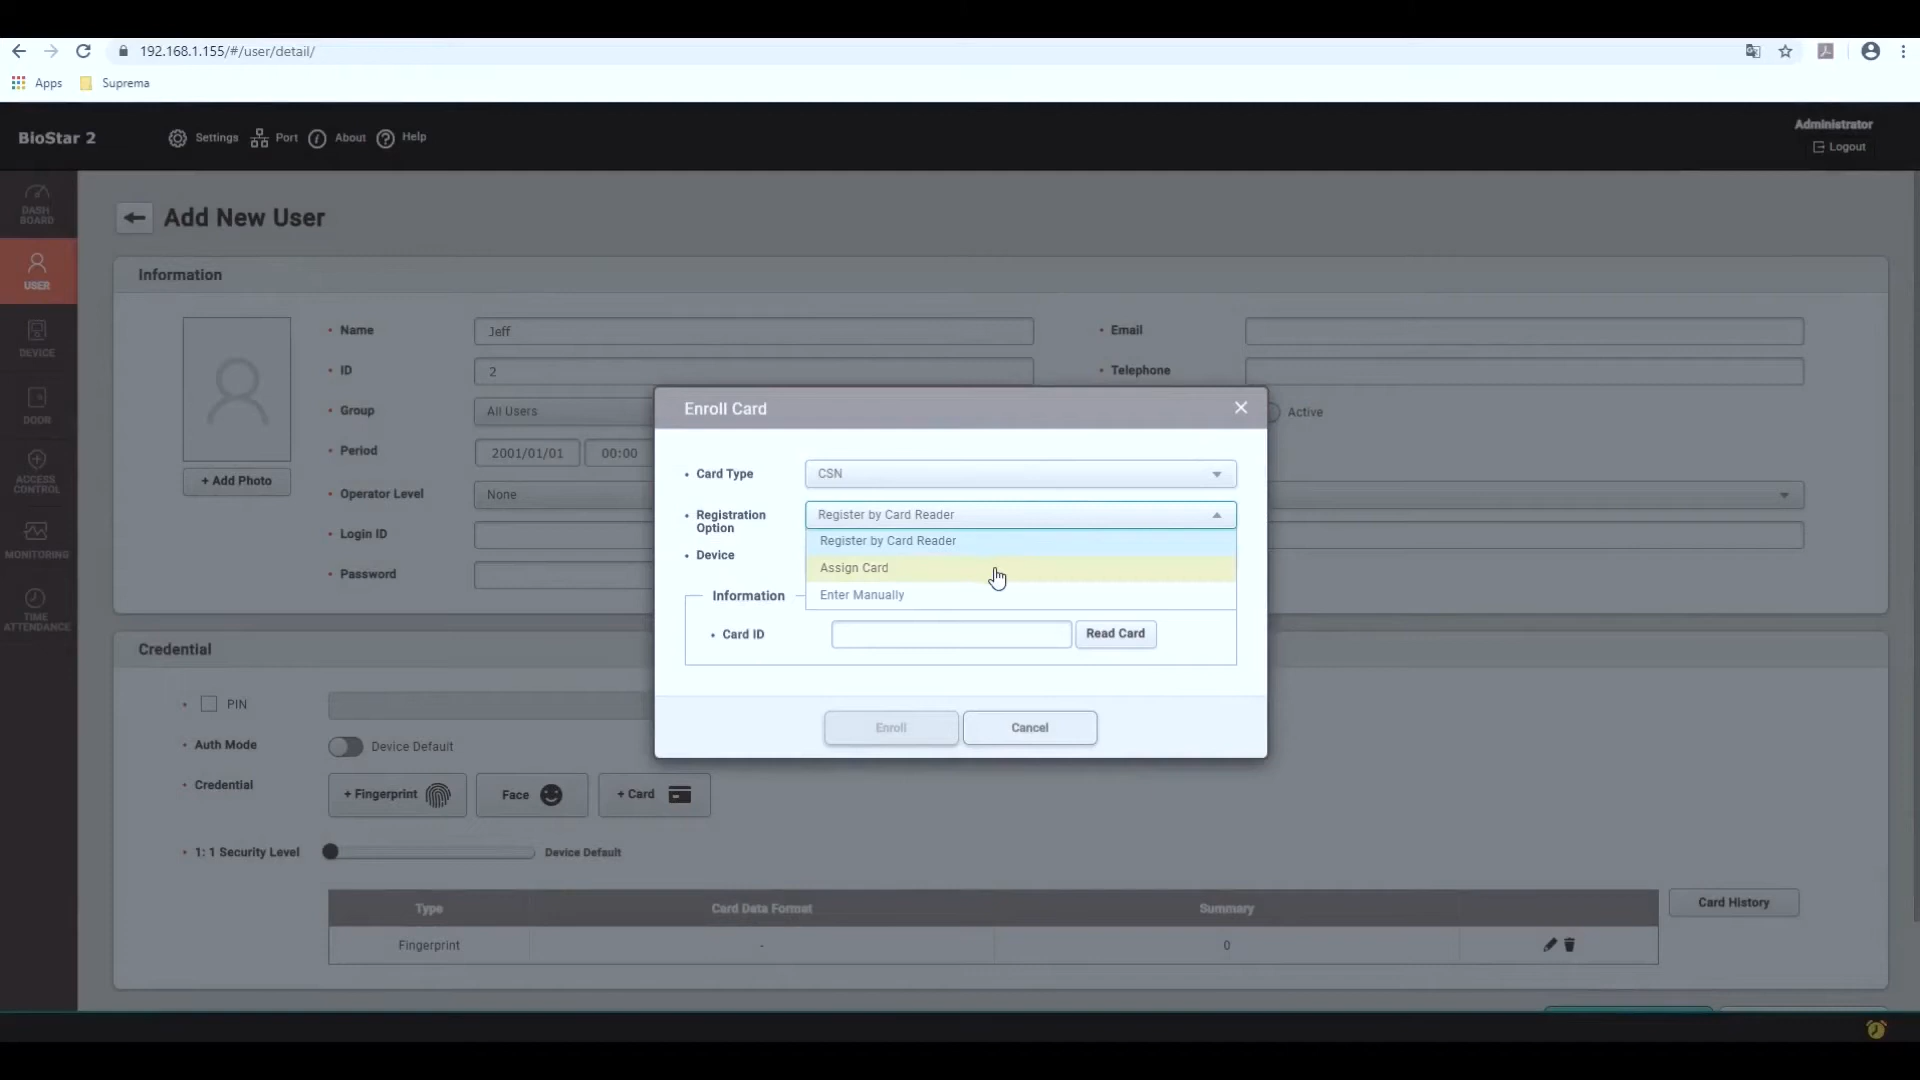 192.168.1.155/#/user/detail/
Apps
Suprema
BioStar 2
Settings
Port
About
Help
Administrator
Logout
DASH
BOARD
USER
DEVICE
DOOR
ACCESS
CONTROL
MONITORING
TIME
ATTENDANCE
Add New User
Information
+ Add Photo
Name
Jeff
ID
2
Group
All Users
Period
2001/01/01
00:00
Operator Level
None
Login ID
Password
Email
Telephone
Active
Enroll Card
Card Type
CSN
Registration
Option
Register by Card Reader
Register by Card Reader
Assign Card
Enter Manually
Device
Information
Card ID
Read Card
Enroll
Cancel
Credential
PIN
Auth Mode
Device Default
Credential
+ Fingerprint
Face
+ Card
1: 1 Security Level
Device Default
Type
Card Data Format
Summary
Card History
Fingerprint
-
0